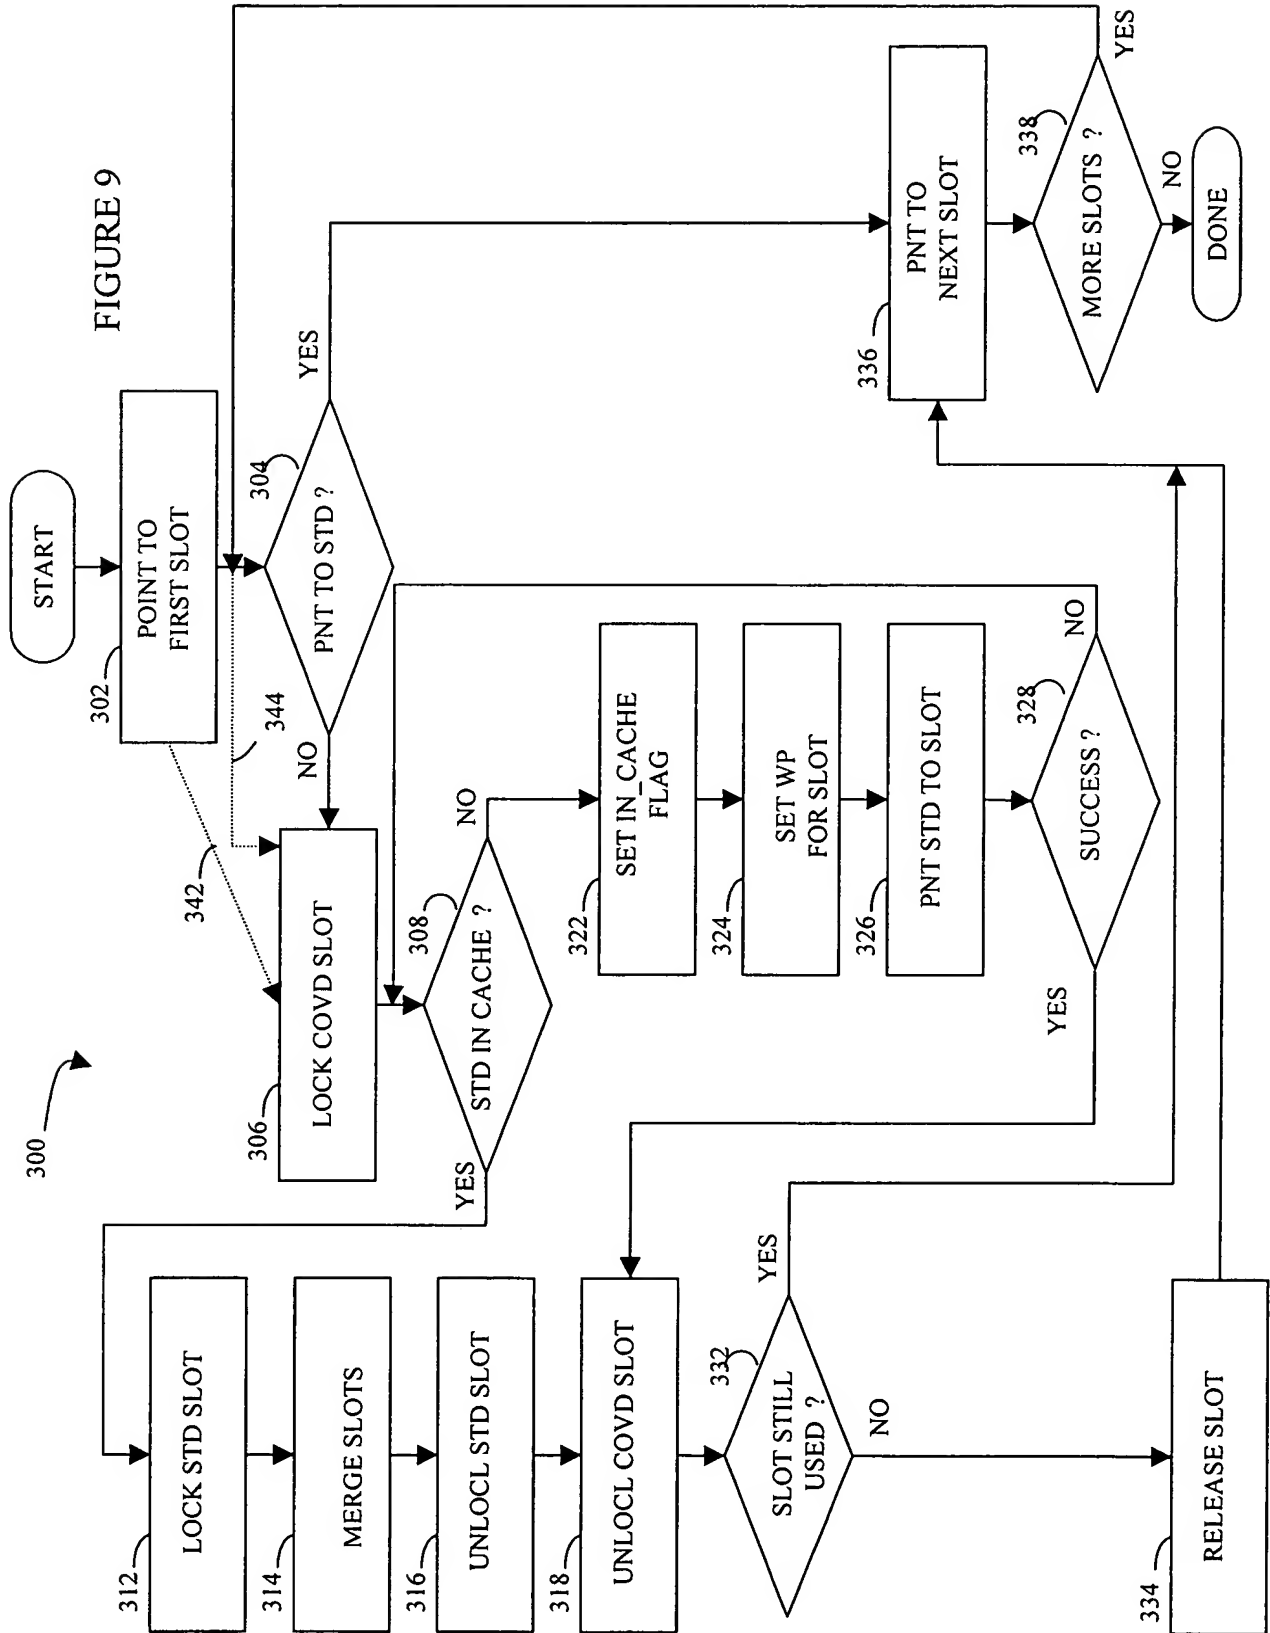 FIGURE 9
300
START
302
POINT TO
FIRST SLOT
342
344
304
PNT TO STD ?
YES
NO
306
LOCK COVD SLOT
308
STD IN CACHE ?
YES
NO
312
LOCK STD SLOT
314
MERGE SLOTS
316
UNLOCL STD SLOT
318
UNLOCL COVD SLOT
322
SET IN_CACHE
FLAG
324
SET WP
FOR SLOT
326
PNT STD TO SLOT
328
SUCCESS ?
YES
NO
332
SLOT STILL
USED ?
YES
NO
334
RELEASE SLOT
336
PNT TO
NEXT SLOT
338
MORE SLOTS ?
YES
NO
DONE